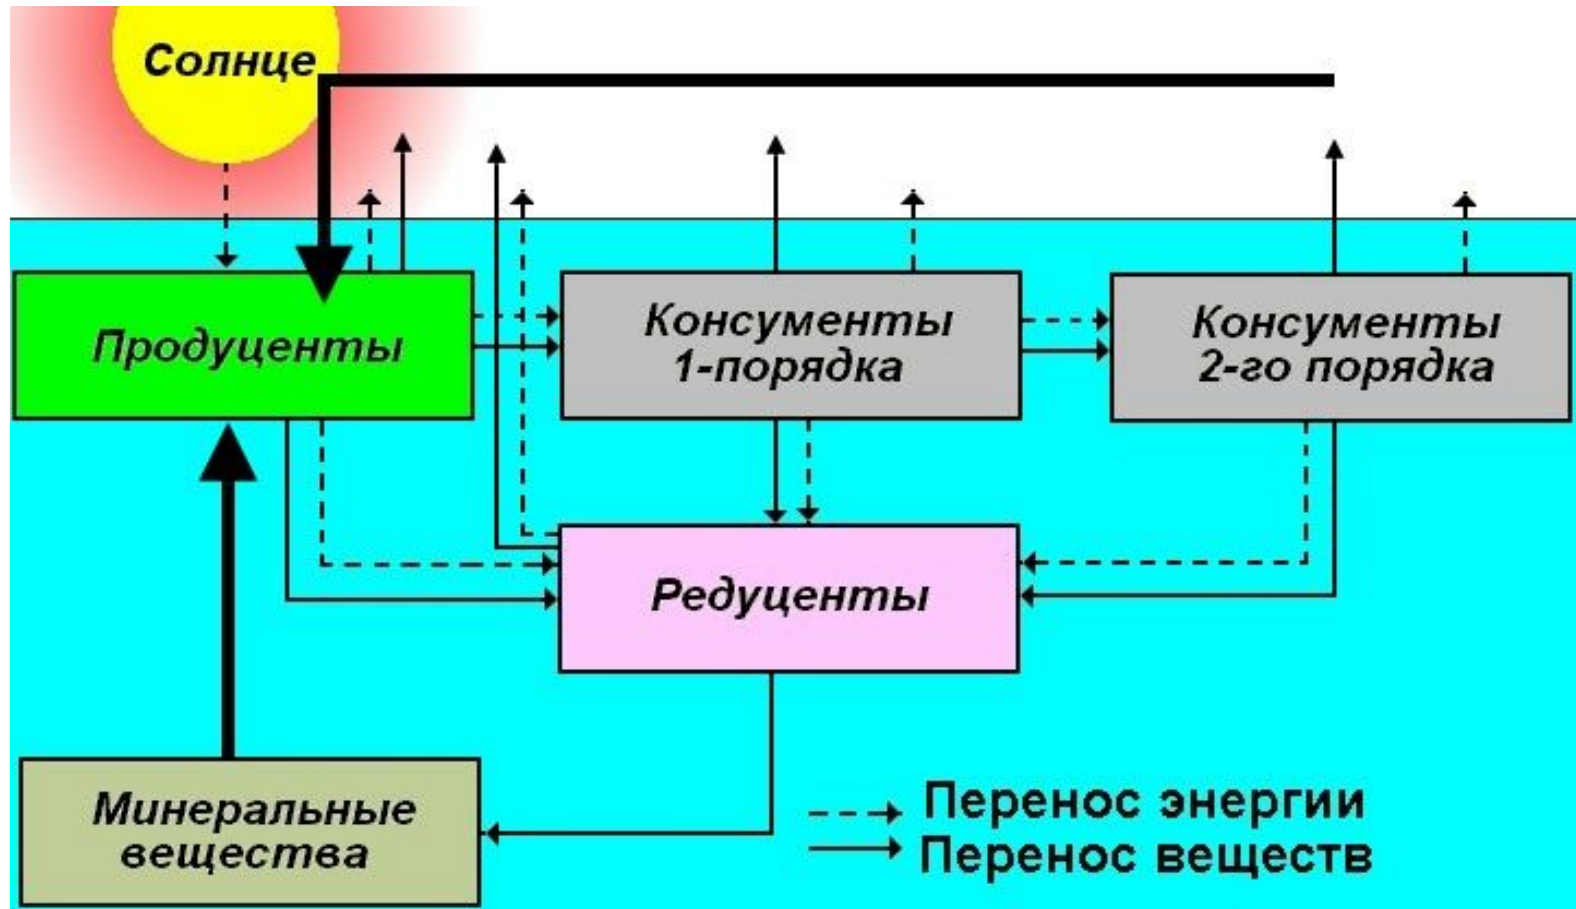 Солнце
Продуценты
Консументы
1-порядка
Консументы
2-го порядка
Редуценты
Минеральные
вещества
Перенос энергии
Перенос веществ